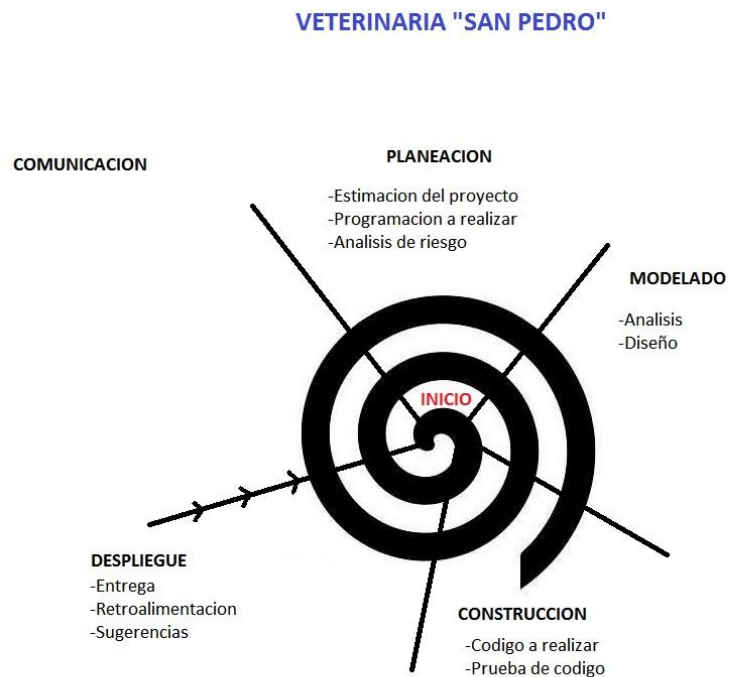 VETERINARIA "SAN PEDRO"
COMUNICACION
PLANEACION
-Estimacion del proyecto
-Programacion a realizar
-Analisis de riesgo
MODELADO
-Analisis
-Diseño
INICIO
DESPLIEGUE
-Entrega
-Retroalimentacion
-Sugerencias
CONSTRUCCION
-Codigo a realizar
-Prueba de codigo